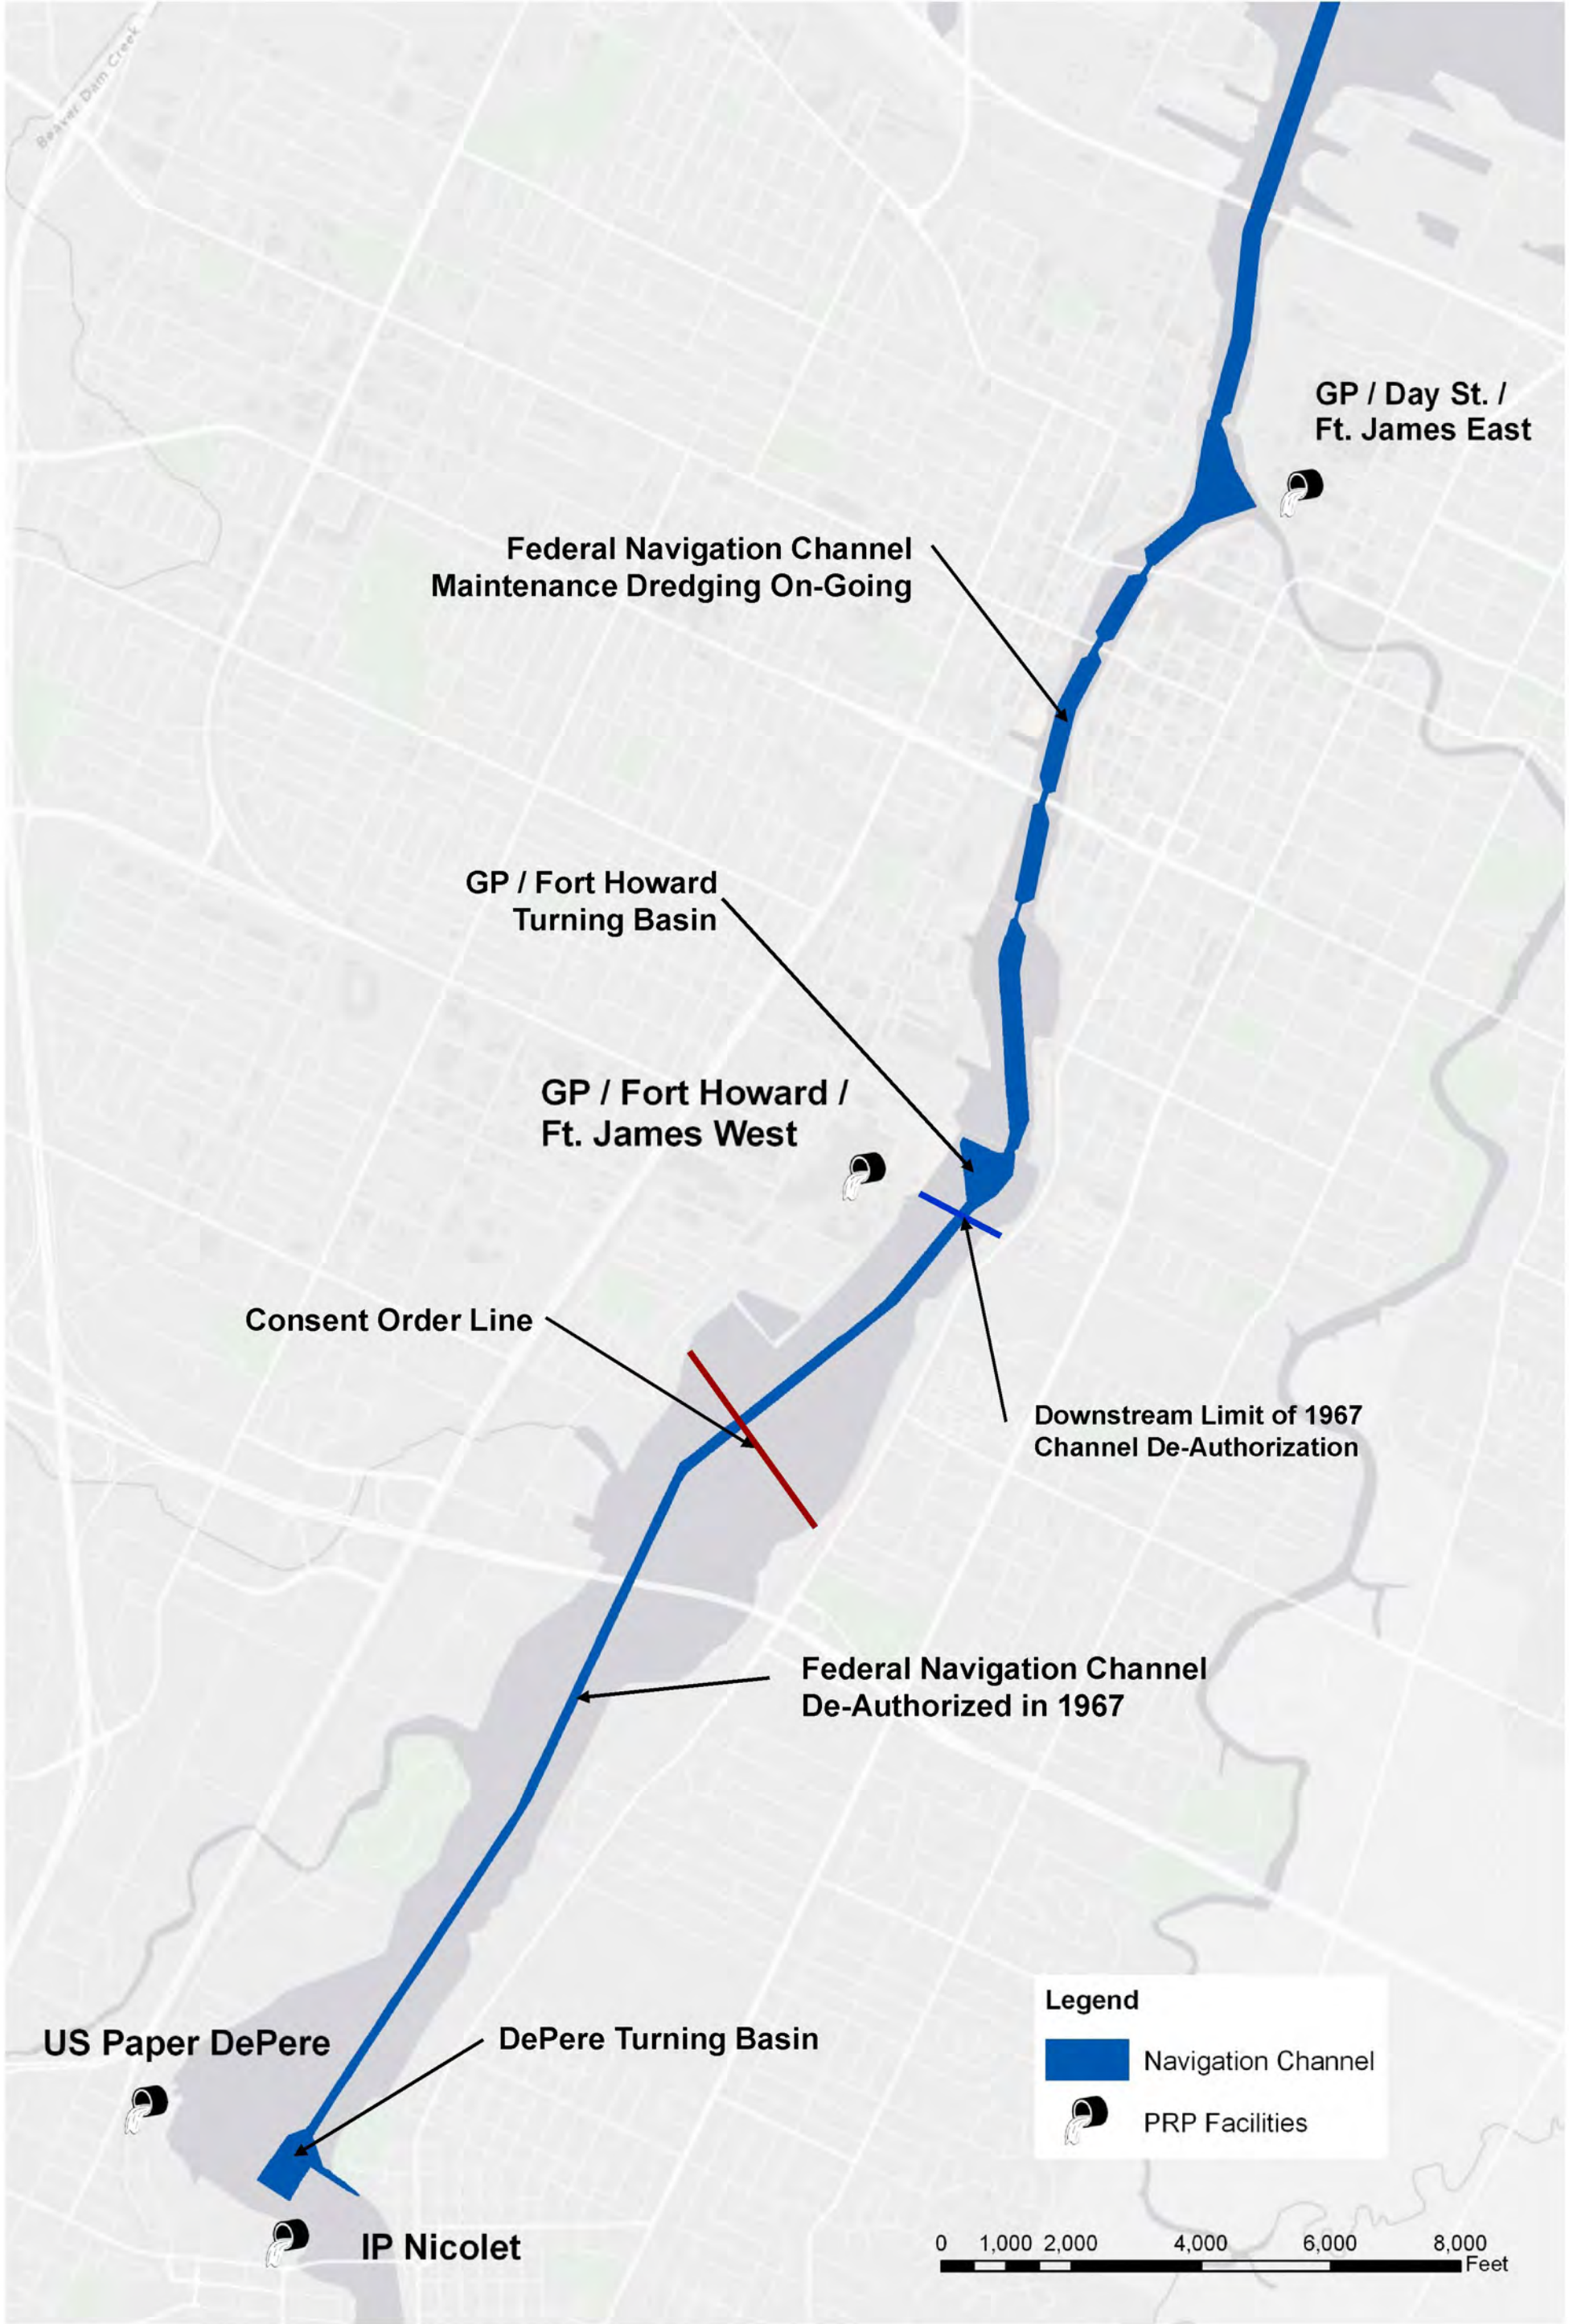 Beaver Dam Creek
GP / Day St. /
Ft. James East
Federal Navigation Channel
Maintenance Dredging On-Going
GP / Fort Howard
Turning Basin
GP / Fort Howard /
Ft. James West
Consent Order Line
Downstream Limit of 1967
Channel De-Authorization
Federal Navigation Channel
De-Authorized in 1967
US Paper DePere
DePere Turning Basin
IP Nicolet
Legend
Navigation Channel
PRP Facilities
0 1,000 2,000 4,000 6,000 8,000
Feet